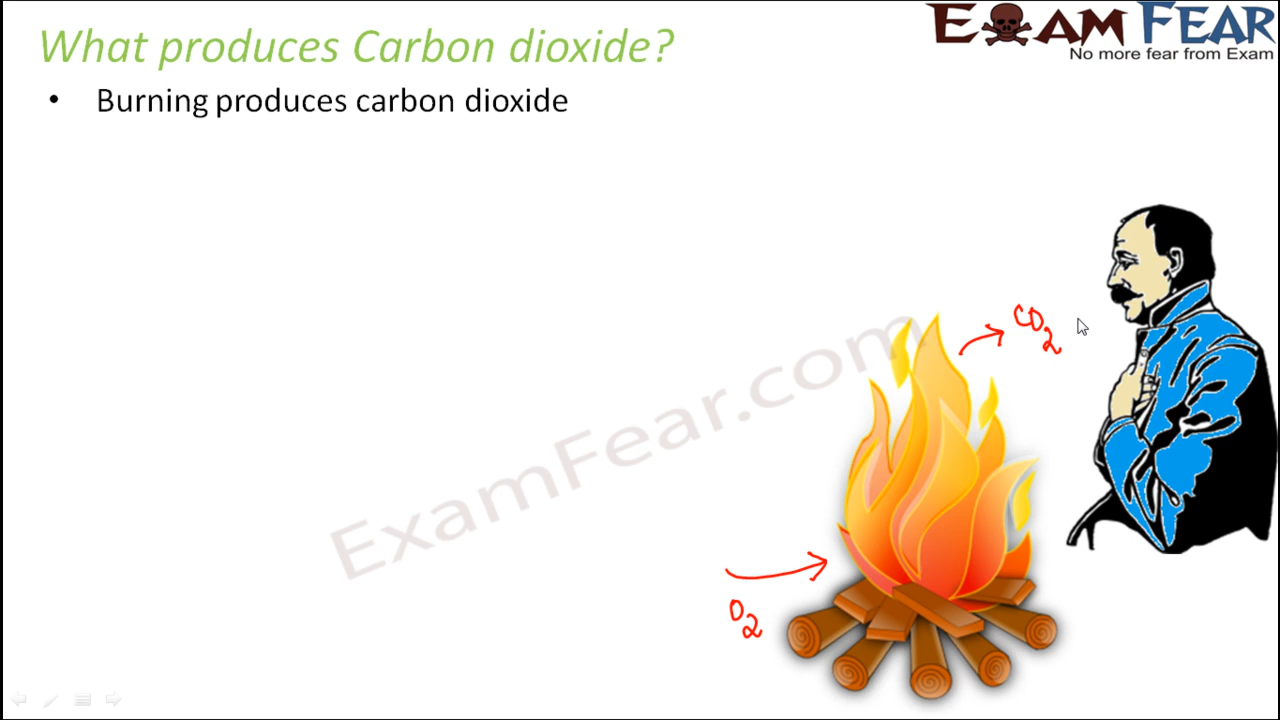 What produces Carbon dioxide?
EXAM FEAR
No more fear from Exam
• Burning produces carbon dioxide
CO2
ExamFear.com
O2